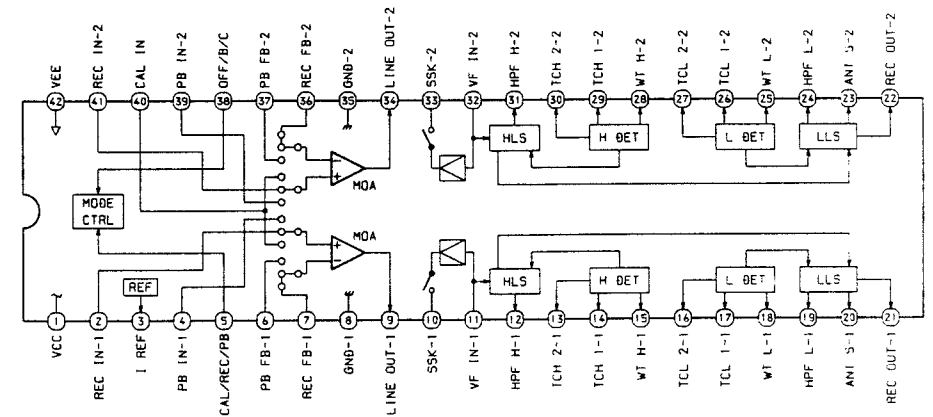 VEE
REC IN-2
CAL IN
PB IN-2
OFF/B/C
PB FB-2
REC FB-2
GND-2
LINE OUT-2
SSK-2
VF IN-2
HPF H-2
TCH 2-2
TCH 1-2
WT H-2
TCL 2-2
TCL 1-2
WT L-2
HPF L-2
ANI S-2
REC OUT-2
42 41 40 39 38 37 36 35 34 33 32 31 30 29 28 27 26 25 24 23 22
HLS
H DET
L DET
LLS
MOA
MODE
CTRL
MOA
REF
HLS
H DET
L DET
LLS
1 2 3 4 5 6 7 8 9 10 11 12 13 14 15 16 17 18 19 20 21
VCC
REC IN-1
I REF
PB IN-1
CAL/REC/PB
PB FB-1
REC FB-1
GND-1
LINE OUT-1
SSK-1
VF IN-1
HPF H-1
TCH 2-1
TCH 1-1
WT H-1
TCL 2-1
TCL 1-1
WT L-1
HPF L-1
ANI S-1
REC OUT-1